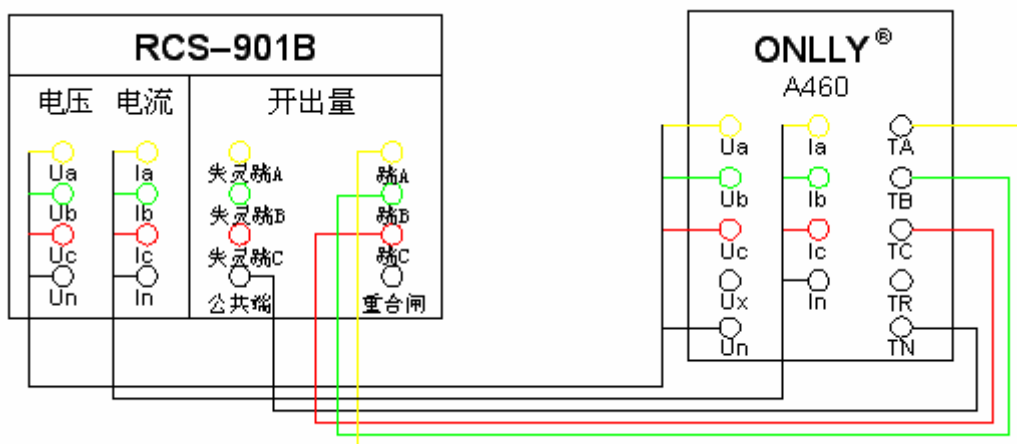 RCS-901B
电压 电流 开出量
Ua Ia 失灵跳A 跳A
Ub Ib 失灵跳B 跳B
Uc Ic 失灵跳C 跳C
Un In 公共端 重合闸
ONLLY®
A460
Ua Ia TA
Ub Ib TB
Uc Ic TC
Ux In TR
Un TN